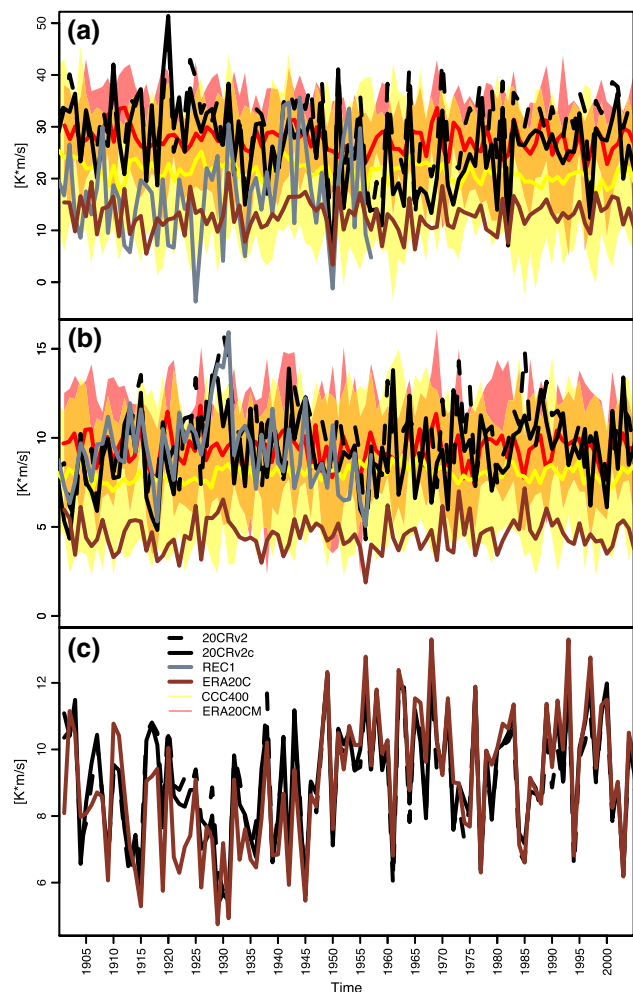 (a)
[K*m/s]
50
40
30
20
10
0
(b)
[K*m/s]
15
10
5
0
(c)
20CRv2
20CRv2c
REC1
ERA20C
CCC400
ERA20CM
[K*m/s]
12
10
8
6
1905
1910
1915
1920
1925
1930
1935
1940
1945
1950
1955
1960
1965
1970
1975
1980
1985
1990
1995
2000
Time